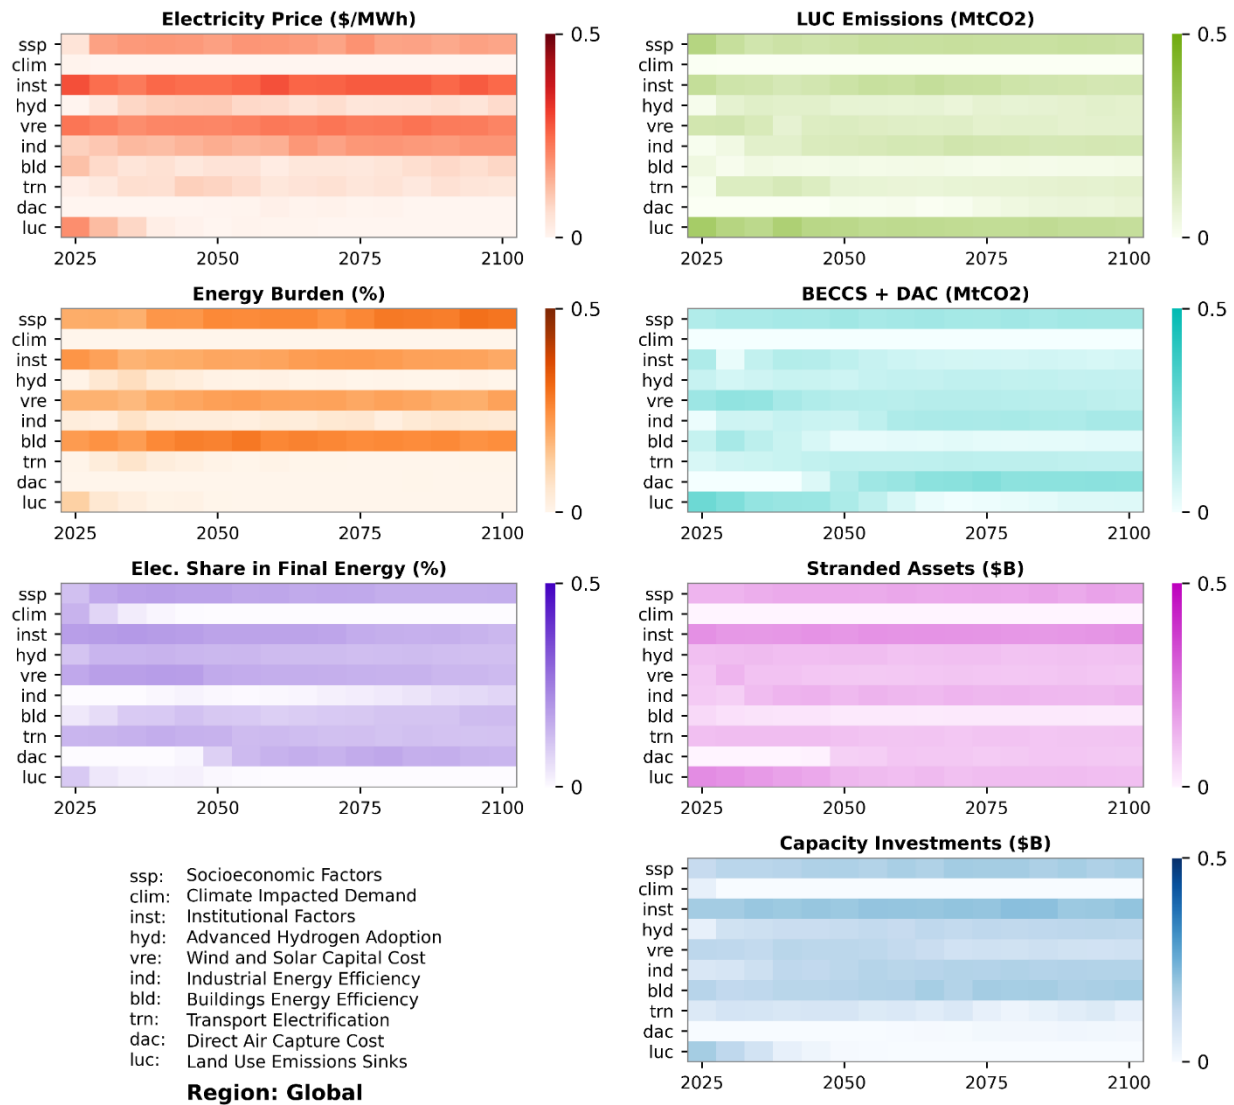 Electricity Price ($/MWh)
ssp
clim
inst
hyd
vre
ind
bld
trn
dac
luc
2025 2050 2075 2100
0.5
0
LUC Emissions (MtCO2)
ssp
clim
inst
hyd
vre
ind
bld
trn
dac
luc
2025 2050 2075 2100
0.5
0
Energy Burden (%)
ssp
clim
inst
hyd
vre
ind
bld
trn
dac
luc
2025 2050 2075 2100
0.5
0
BECCS + DAC (MtCO2)
ssp
clim
inst
hyd
vre
ind
bld
trn
dac
luc
2025 2050 2075 2100
0.5
0
Elec. Share in Final Energy (%)
ssp
clim
inst
hyd
vre
ind
bld
trn
dac
luc
2025 2050 2075 2100
0.5
0
Stranded Assets ($B)
ssp
clim
inst
hyd
vre
ind
bld
trn
dac
luc
2025 2050 2075 2100
0.5
0
ssp: Socioeconomic Factors
clim: Climate Impacted Demand
inst: Institutional Factors
hyd: Advanced Hydrogen Adoption
vre: Wind and Solar Capital Cost
ind: Industrial Energy Efficiency
bld: Buildings Energy Efficiency
trn: Transport Electrification
dac: Direct Air Capture Cost
luc: Land Use Emissions Sinks
Region: Global
Capacity Investments ($B)
ssp
clim
inst
hyd
vre
ind
bld
trn
dac
luc
2025 2050 2075 2100
0.5
0